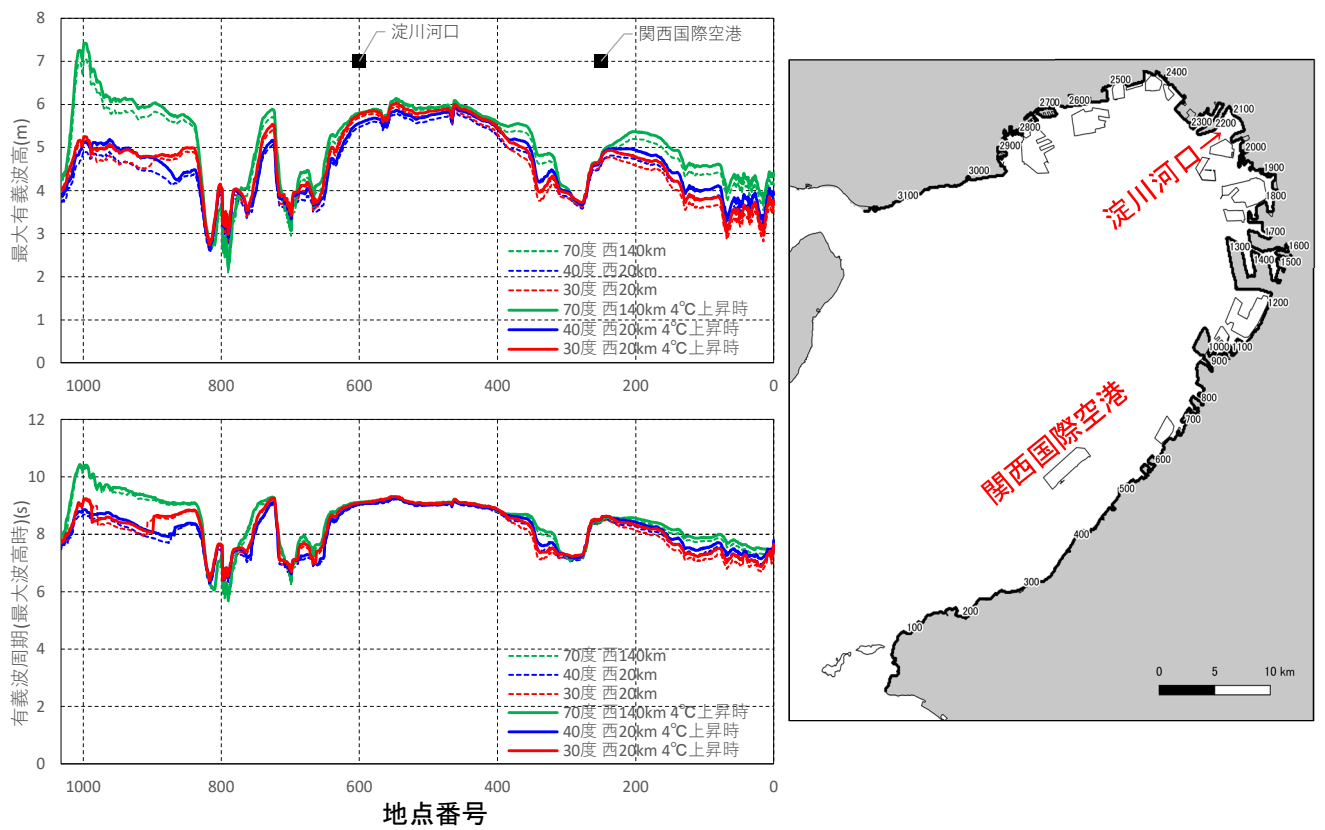 8
7
6
5
4
3
2
1
0
最大有義波高(m)
淀川河口
関西国際空港
70度 西140km
40度 西20km
30度 西20km
70度 西140km 4℃上昇時
40度 西20km 4℃上昇時
30度 西20km 4℃上昇時
1000 800 600 400 200 0
12
10
8
6
4
2
0
有義波周期(最大波高時)(s)
70度 西140km
40度 西20km
30度 西20km
70度 西140km 4℃上昇時
40度 西20km 4℃上昇時
30度 西20km 4℃上昇時
1000 800 600 400 200 0
地点番号
2400
2500
2600
2700
2800
2900
3000
3100
2300
2200
2100
2000
1900
1800
1700
1600
1500
1400
1300
1200
1100
1000
900
800
700
600
500
400
300
200
100
淀川河口→
関西国際空港
0 5 10 km